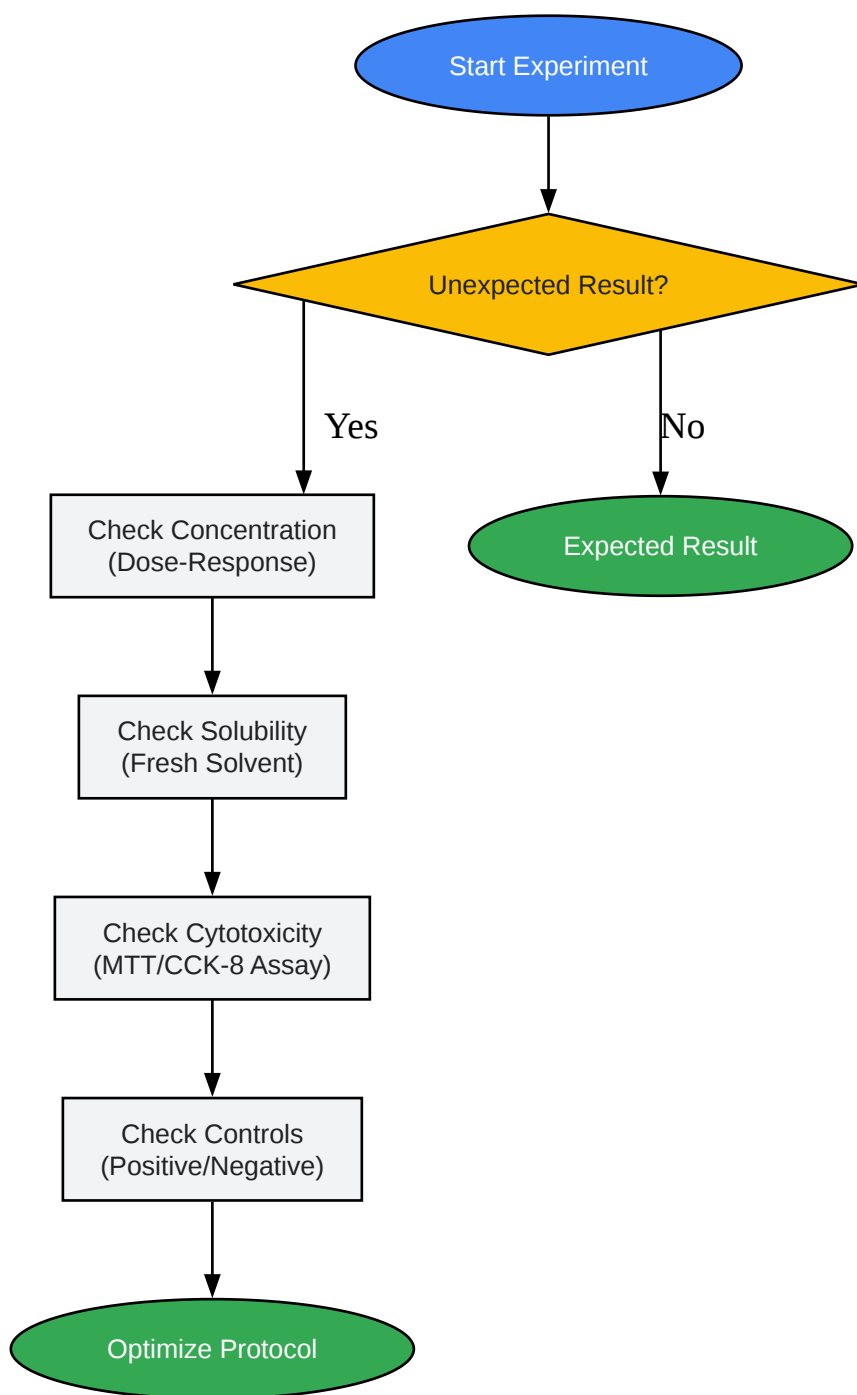 Start Experiment
Unexpected Result?
Yes
No
Check Concentration
(Dose-Response)
Expected Result
Check Solubility
(Fresh Solvent)
Check Cytotoxicity
(MTT/CCK-8 Assay)
Check Controls
(Positive/Negative)
Optimize Protocol